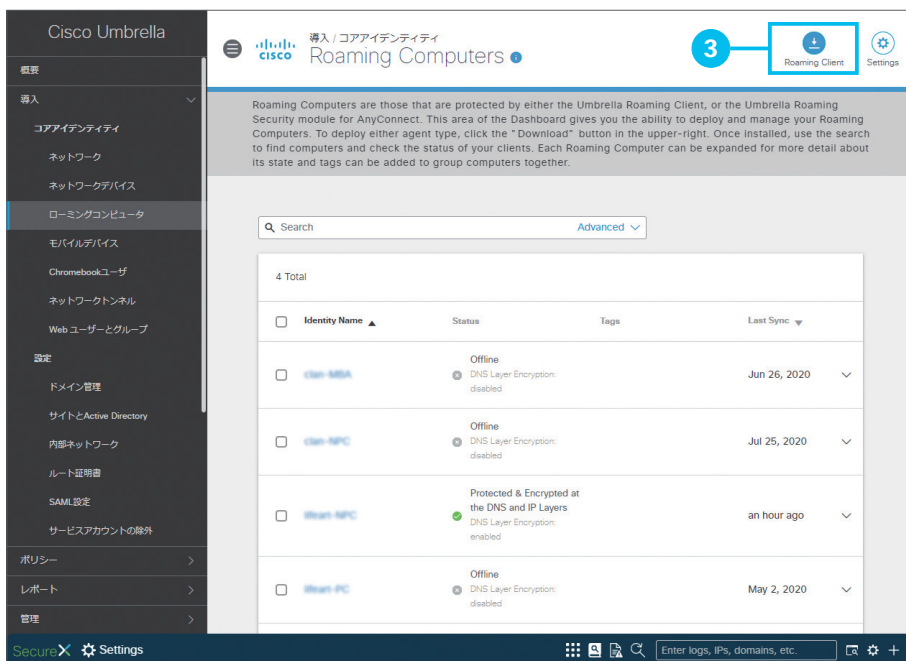 Cisco Umbrella
概要
導入
コアアイデンティティ
ネットワーク
ネットワークデバイス
ローミングコンピュータ
モバイルデバイス
Chromebookユーザ
ネットワークトンネル
Web ユーザーとグループ
設定
ドメイン管理
サイトとActive Directory
内部ネットワーク
ルート証明書
SAML設定
サービスアカウントの除外
ポリシー
レポート
管理
cisco
導入 / コアアイデンティティ
Roaming Computers
3
Roaming Client
Settings
Roaming Computers are those that are protected by either the Umbrella Roaming Client, or the Umbrella Roaming
Security module for AnyConnect. This area of the Dashboard gives you the ability to deploy and manage your Roaming
Computers. To deploy either agent type, click the "Download" button in the upper-right. Once installed, use the search
to find computers and check the status of your clients. Each Roaming Computer can be expanded for more detail about
its state and tags can be added to group computers together.
Search
Advanced
4 Total
Identity Name Status Tags Last Sync
Offline
DNS Layer Encryption:
disabled
Jun 26, 2020
Offline
DNS Layer Encryption:
disabled
Jul 25, 2020
Protected & Encrypted at
the DNS and IP Layers
DNS Layer Encryption:
enabled
an hour ago
Offline
DNS Layer Encryption:
disabled
May 2, 2020
SecureX Settings
Enter logs, IPs, domains, etc.